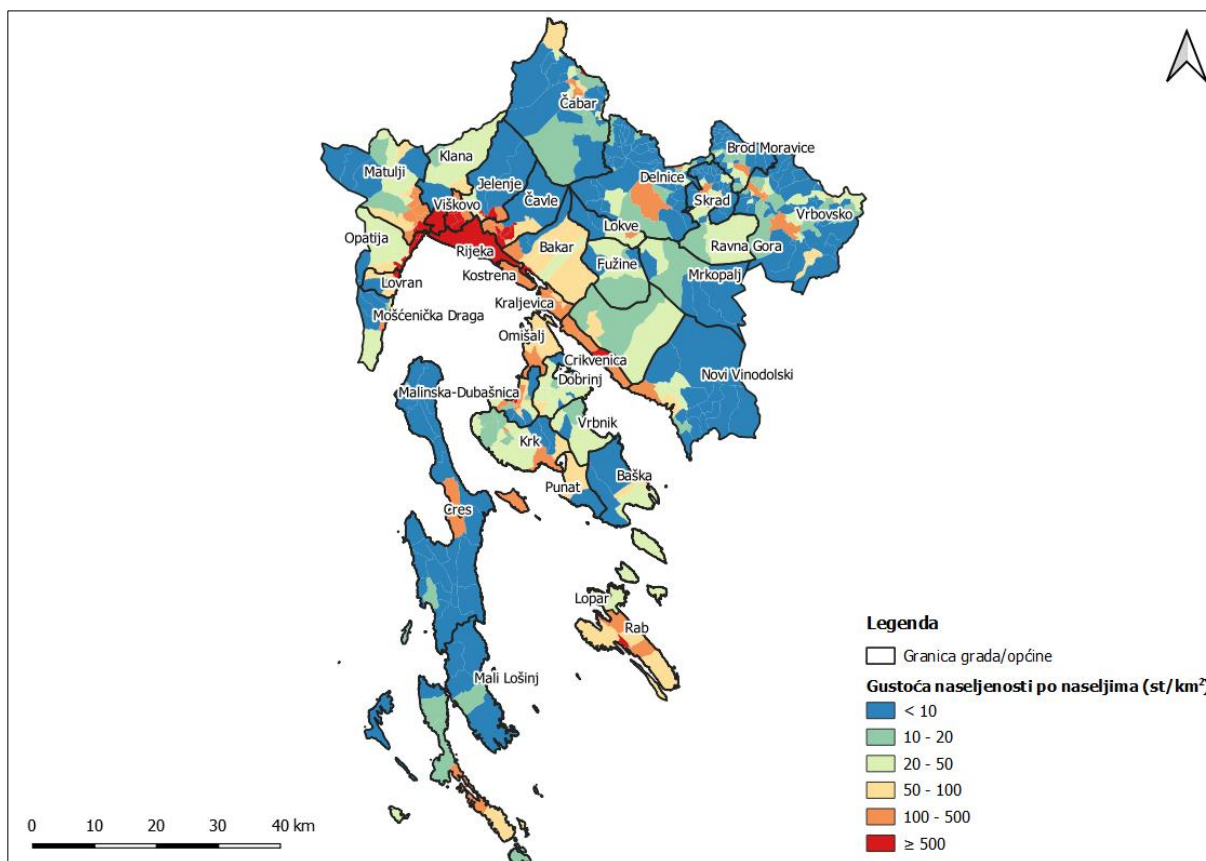 Čabar
Brod Moravice
Klana
Delnice
Matulji
Jelenje
Čavle
Skrad
Viškovo
Vrbovsko
Lokve
Opatija
Bakar
Ravna Gora
Rijeka
Fužine
Kostrena
Mrkopalj
Lovran
Kraljevica
Mošćenička Draga
Omišalj
Crikvenica
Novi Vinodolski
Dobrinj
Malinska-Dubašnica
Vrbnik
Krk
Baška
Punat
Cres
Lopar
Rab
Mali Lošinj
Legenda
Granica grada/općine
Gustoća naseljenosti po naseljima (st/km²)
< 10
10 - 20
20 - 50
50 - 100
100 - 500
≥ 500
0 10 20 30 40 km